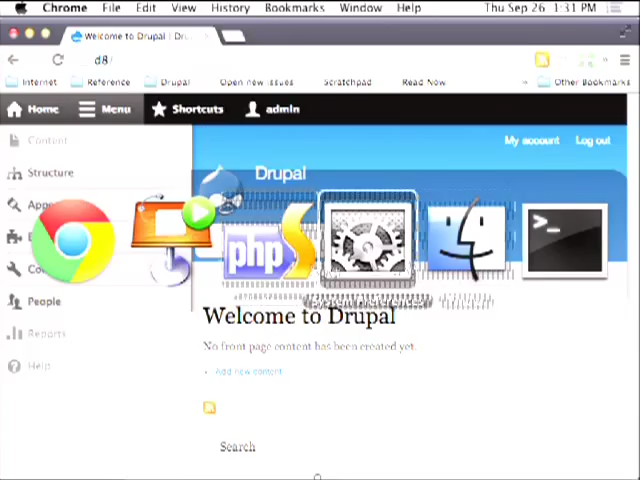 Chrome File Edit View History Bookmarks Window Help Thu Sep 26 1:31 PM
Welcome to Drupal | Dru
d8/
Internet Reference Drupal Open new issues Scratchpad Read Now » Other Bookmarks
Home Menu Shortcuts admin
Content
My account Log out
Structure
Drupal
php
>_
People
Welcome to Drupal
Reports
No front page content has been created yet.
Help
Add new content
Search